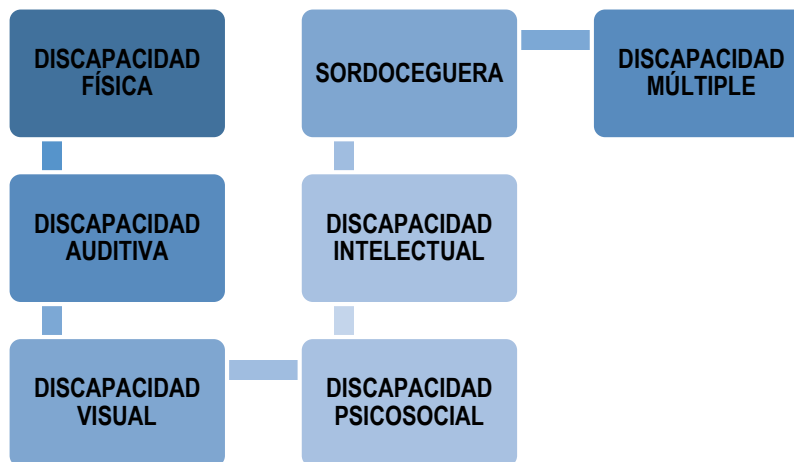 DISCAPACIDAD
FÍSICA
DISCAPACIDAD
AUDITIVA
DISCAPACIDAD
VISUAL
DISCAPACIDAD
PSICOSOCIAL
DISCAPACIDAD
INTELECTUAL
SORDOCEGUERA
DISCAPACIDAD
MÚLTIPLE